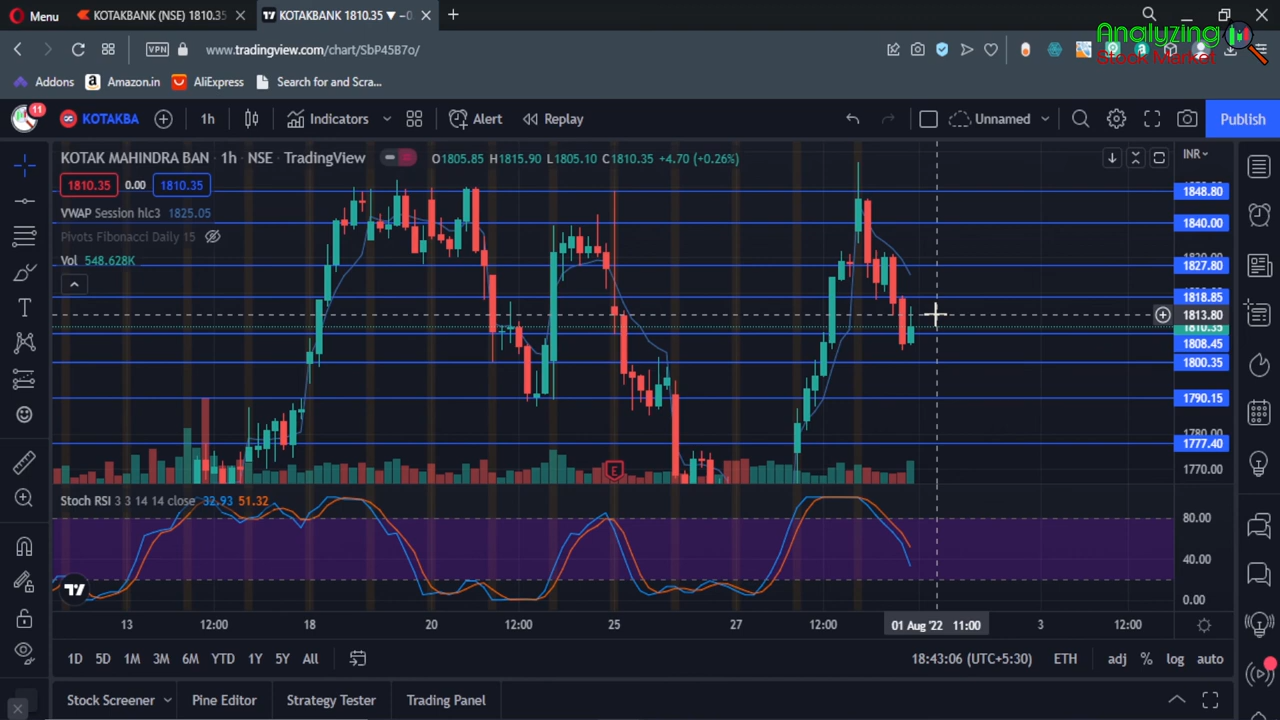 Menu
KOTAKBANK (NSE) 1810.35
KOTAKBANK 1810.35 ▼ −0
Analyzing
Stock Market
VPN
www.tradingview.com/chart/SbP45B7o/
Addons
Amazon.in
AliExpress
Search for and Scra...
11
KOTAKBA
1h
Indicators
Alert
Replay
Unnamed
Publish
KOTAK MAHINDRA BAN · 1h · NSE · TradingView
O1805.85 H1815.90 L1805.10 C1810.35 +4.70 (+0.26%)
INR
1810.35 0.00 1810.35
1848.80
VWAP Session hlc3 1825.05
1840.00
Pivots Fibonacci Daily 15
Vol 548.628K
1827.80
1818.85
1813.80
1810.35
1808.45
1800.35
1790.15
1780.00
1777.40
1770.00
E
Stoch RSI 3 3 14 14 close 32.93 51.32
80.00
40.00
0.00
13 12:00 18 20 12:00 25 27 12:00 01 Aug '22 11:00 3 12:00
1D 5D 1M 3M 6M YTD 1Y 5Y All
18:43:06 (UTC+5:30) ETH adj % log auto
Stock Screener Pine Editor Strategy Tester Trading Panel